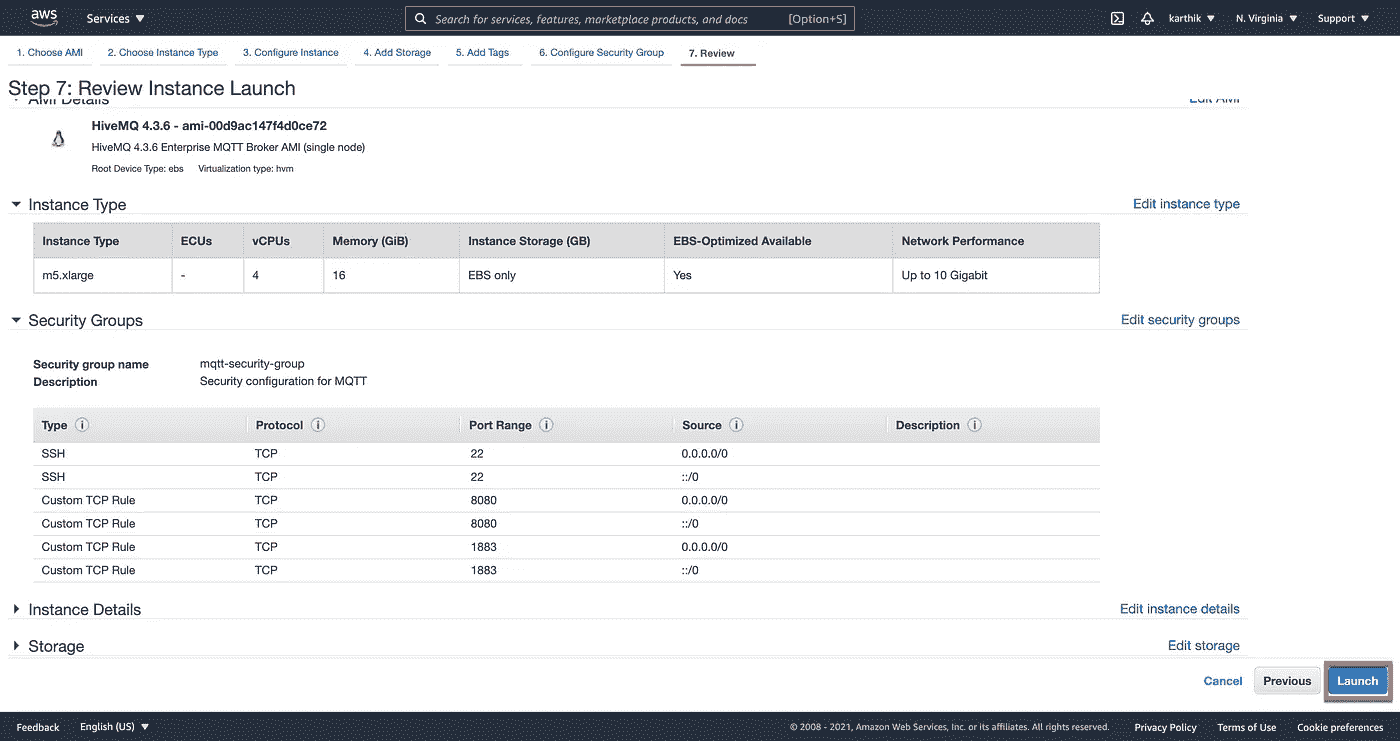 aws Services Search for services, features, marketplace products, and docs [Option+S] karthik N. Virginia Support
1. Choose AMI 2. Choose Instance Type 3. Configure Instance 4. Add Storage 5. Add Tags 6. Configure Security Group 7. Review
Step 7: Review Instance Launch
AMI Details Edit AMI
HiveMQ 4.3.6 - ami-00d9ac147f4d0ce72
HiveMQ 4.3.6 Enterprise MQTT Broker AMI (single node)
Root Device Type: ebs Virtualization type: hvm
Instance Type Edit instance type
Instance Type ECUs vCPUs Memory (GiB) Instance Storage (GB) EBS-Optimized Available Network Performance
m5.xlarge - 4 16 EBS only Yes Up to 10 Gigabit
Security Groups Edit security groups
Security group name mqtt-security-group
Description Security configuration for MQTT
Type Protocol Port Range Source Description
SSH TCP 22 0.0.0.0/0
SSH TCP 22 ::/0
Custom TCP Rule TCP 8080 0.0.0.0/0
Custom TCP Rule TCP 8080 ::/0
Custom TCP Rule TCP 1883 0.0.0.0/0
Custom TCP Rule TCP 1883 ::/0
Instance Details Edit instance details
Storage Edit storage
Cancel Previous Launch
Feedback English (US) © 2008 - 2021, Amazon Web Services, Inc. or its affiliates. All rights reserved. Privacy Policy Terms of Use Cookie preferences